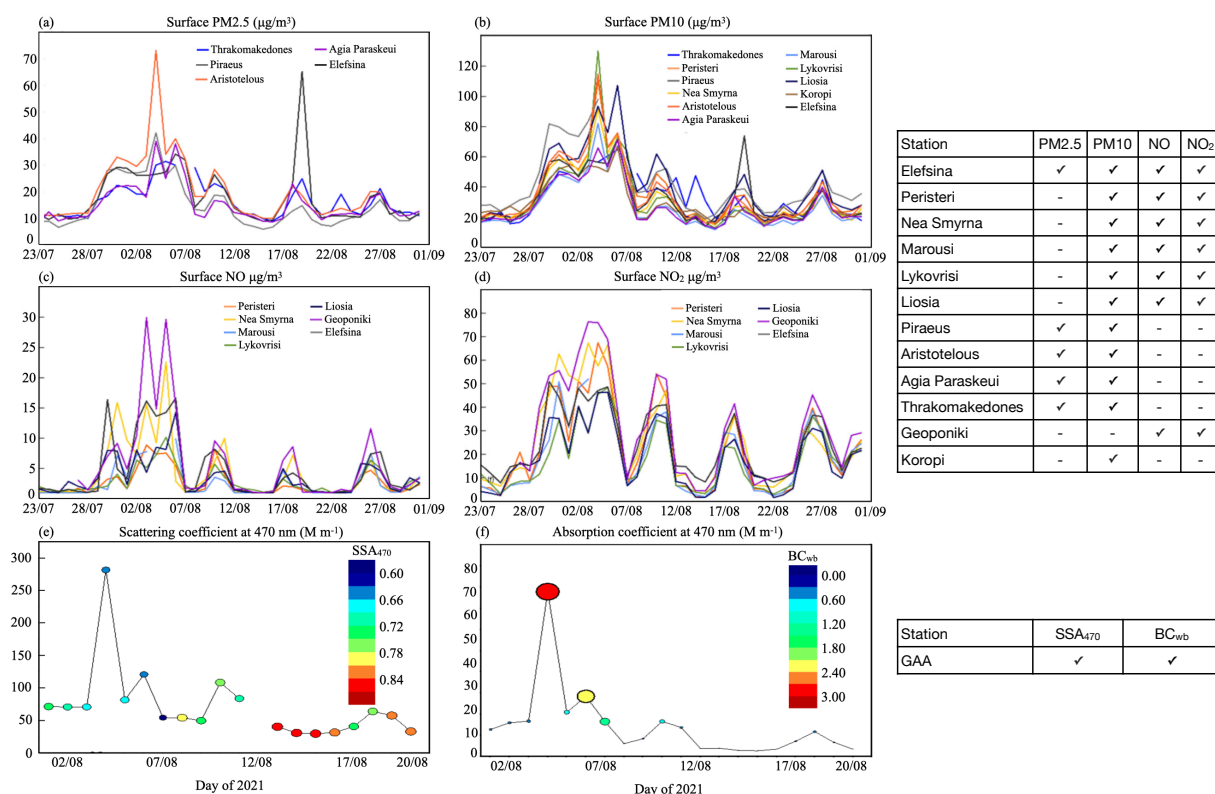 (a) Surface PM2.5 (μg/m³)
70
60
50
40
30
20
10
0
Thrakomakedones
Piraeus
Aristotelous
Agia Paraskeui
Elefsina
23/07 28/07 02/08 07/08 12/08 17/08 22/08 27/08 01/09
(b) Surface PM10 (μg/m³)
120
100
80
60
40
20
0
Thrakomakedones
Peristeri
Piraeus
Nea Smyrna
Aristotelous
Agia Paraskeui
Marousi
Lykovrisi
Liosia
Koropi
Elefsina
23/07 28/07 02/08 07/08 12/08 17/08 22/08 27/08 01/09
(c) Surface NO μg/m³
30
25
20
15
10
5
0
Peristeri
Nea Smyrna
Marousi
Lykovrisi
Liosia
Geoponiki
Elefsina
23/07 28/07 02/08 07/08 12/08 17/08 22/08 27/08 01/09
(d) Surface NO₂ μg/m³
80
70
60
50
40
30
20
10
0
Peristeri
Nea Smyrna
Marousi
Lykovrisi
Liosia
Geoponiki
Elefsina
23/07 28/07 02/08 07/08 12/08 17/08 22/08 27/08 01/09
(e) Scattering coefficient at 470 nm (M m⁻¹)
300
250
200
150
100
50
0
SSA₄₇₀
0.60
0.66
0.72
0.78
0.84
02/08 07/08 12/08 17/08 20/08
Day of 2021
(f) Absorption coefficient at 470 nm (M m⁻¹)
80
70
60
50
40
30
20
10
0
BCwb
0.00
0.60
1.20
1.80
2.40
3.00
02/08 07/08 12/08 17/08 20/08
Day of 2021
Station PM2.5 PM10 NO NO₂
Elefsina ✓ ✓ ✓ ✓
Peristeri - ✓ ✓ ✓
Nea Smyrna - ✓ ✓ ✓
Marousi - ✓ ✓ ✓
Lykovrisi - ✓ ✓ ✓
Liosia - ✓ ✓ ✓
Piraeus ✓ ✓ - -
Aristotelous ✓ ✓ - -
Agia Paraskeui ✓ ✓ - -
Thrakomakedones ✓ ✓ - -
Geoponiki - - ✓ ✓
Koropi - ✓ - -
Station SSA₄₇₀ BCwb
GAA ✓ ✓